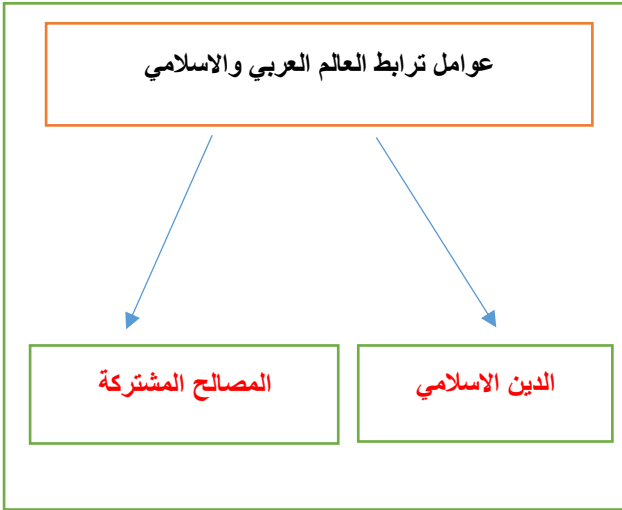 عوامل ترابط العالم العربي والاسلامي
الدين الاسلامي
المصالح المشتركة